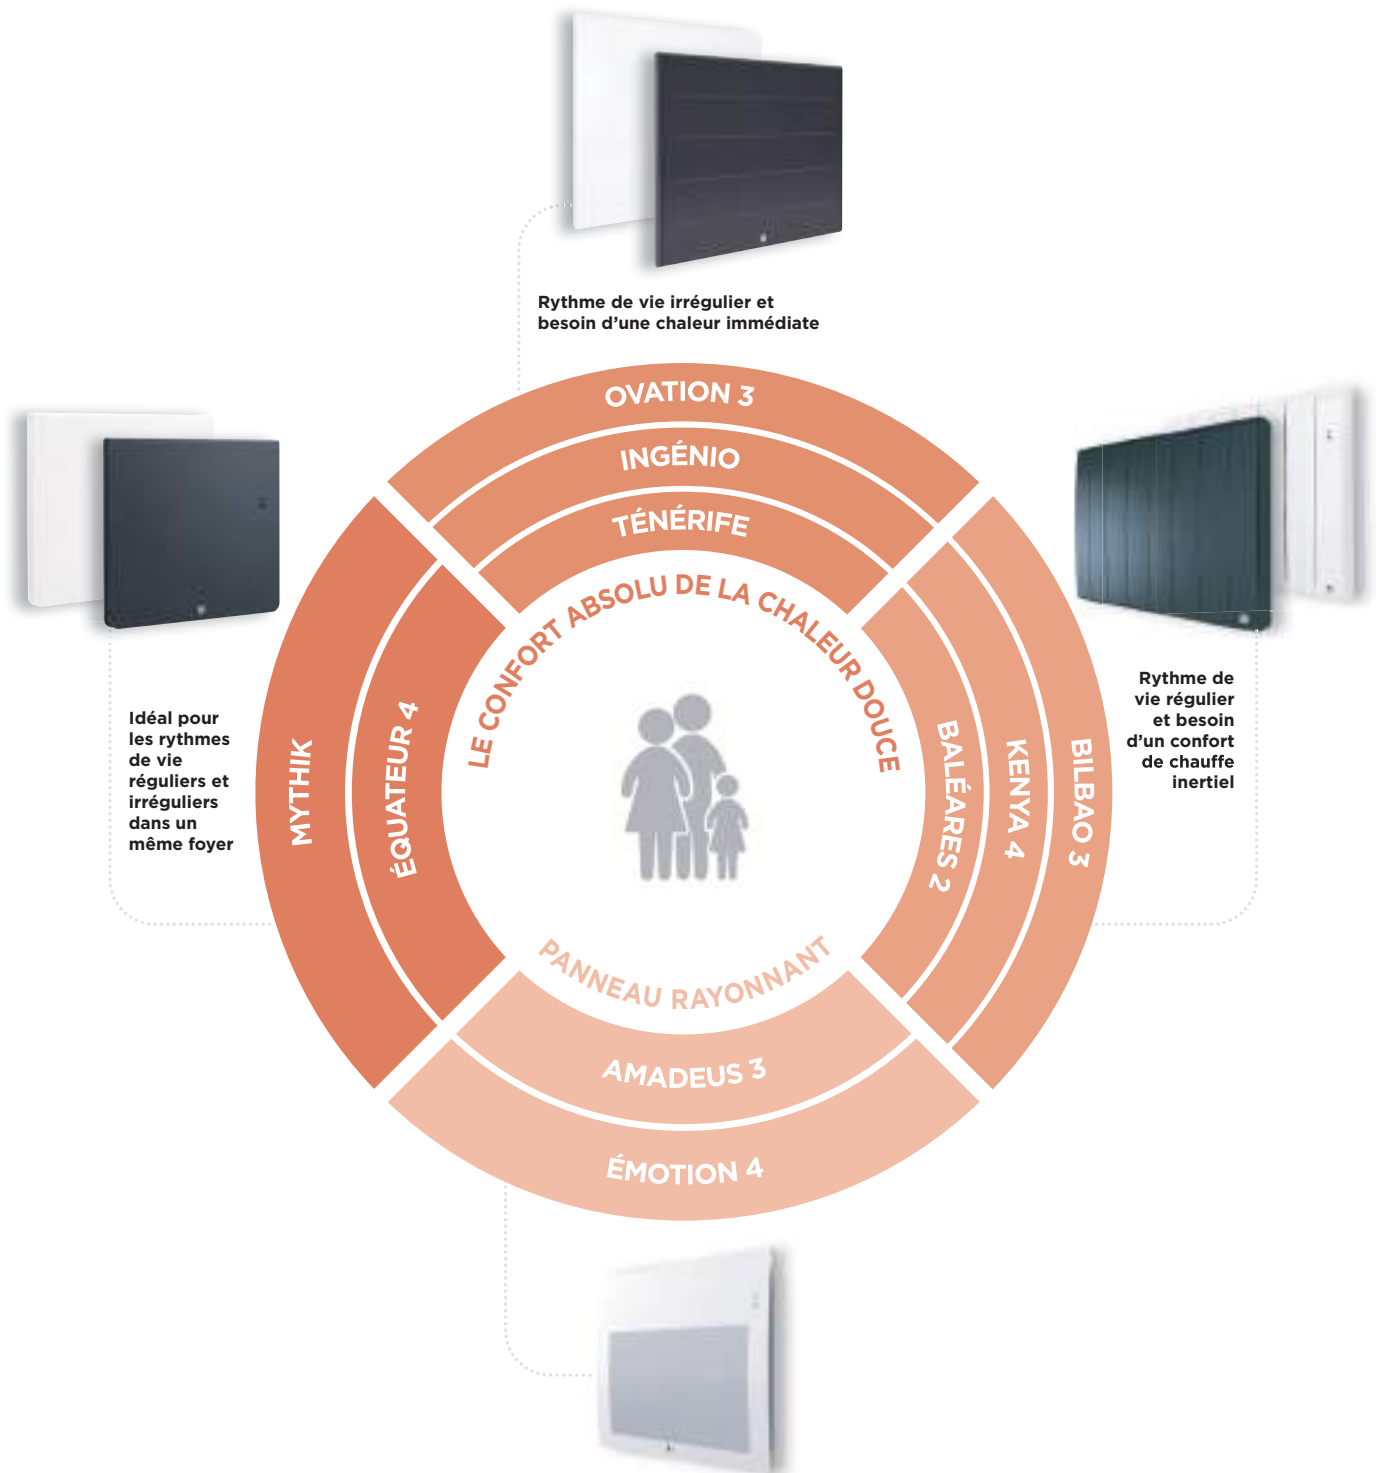 Rythme de vie irrégulier et
besoin d’une chaleur immédiate
OVATION 3
INGÉNIO
TÉNÉRIFE
LE CONFORT ABSOLU DE LA CHALEUR DOUCE
MYTHIK
ÉQUATEUR 4
Idéal pour
les rythmes
de vie
réguliers et
irréguliers
dans un
même foyer
BALÉARES 2
KENYA 4
BILBAO 3
Rythme de
vie régulier
et besoin
d’un confort
de chauffe
inertiel
PANNEAU RAYONNANT
AMADEUS 3
ÉMOTION 4